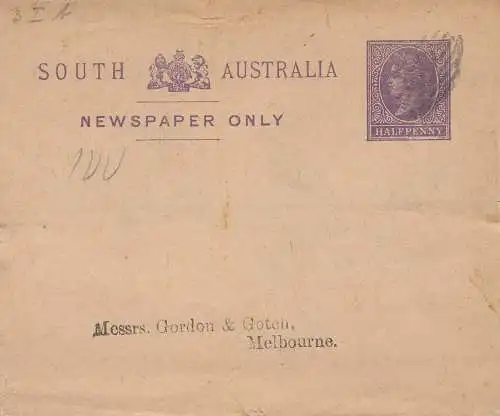 SOUTH AUSTRALIA
NEWSPAPER ONLY
HALFPENNY
Messrs. Gordon & Gotch,
Melbourne.